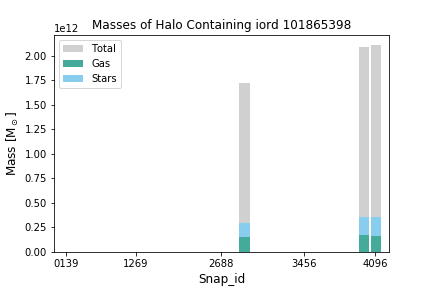 Masses of Halo Containing iord 101865398
1e12
Total
Gas
Stars
2.00
1.75
1.50
1.25
1.00
0.75
0.50
0.25
0.00
Mass [M⊙]
0139 1269 2688 3456 4096
Snap_id